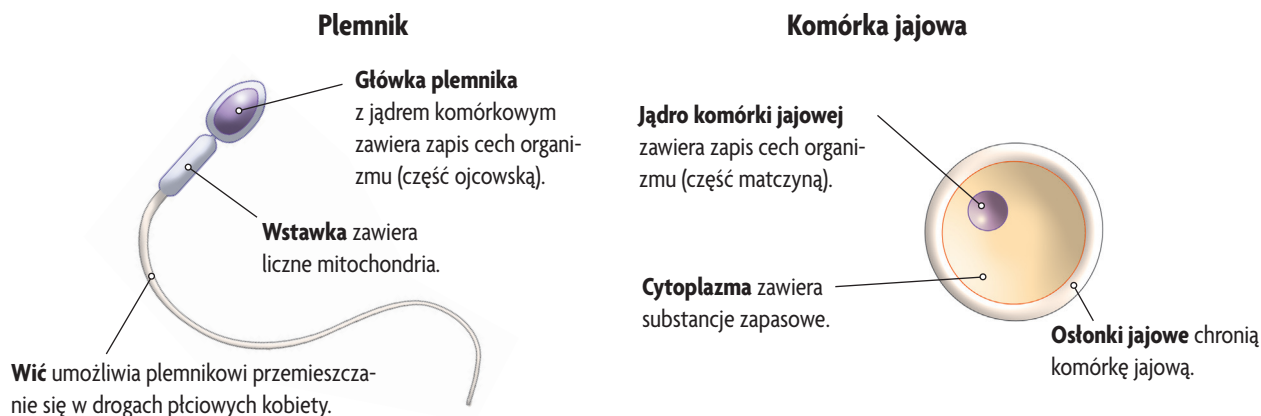 Plemnik
Główka plemnika
z jądrem komórkowym
zawiera zapis cech organi-
zmu (część ojcowską).
Wstawka zawiera
liczne mitochondria.
Wić umożliwia plemnikowi przemieszcza-
nie się w drogach płciowych kobiety.
Komórka jajowa
Jądro komórki jajowej
zawiera zapis cech organi-
zmu (część matczyną).
Cytoplazma zawiera
substancje zapasowe.
Osłonki jajowe chronią
komórkę jajową.